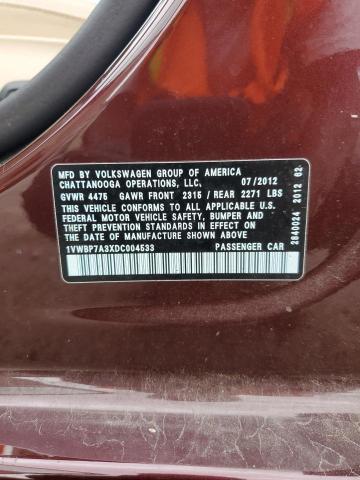 MFD BY VOLKSWAGEN GROUP OF AMERICA
CHATTANOOGA OPERATIONS, LLC. 07/2012
GVWR 4475 GAWR FRONT 2315 / REAR 2271 LBS
THIS VEHICLE CONFORMS TO ALL APPLICABLE U.S.
FEDERAL MOTOR VEHICLE SAFETY, BUMPER AND
THEFT PREVENTION STANDARDS IN EFFECT ON
THE DATE OF MANUFACTURE SHOWN ABOVE
1VWBP7A3XDC004533 PASSENGER CAR
2840024 2012 62